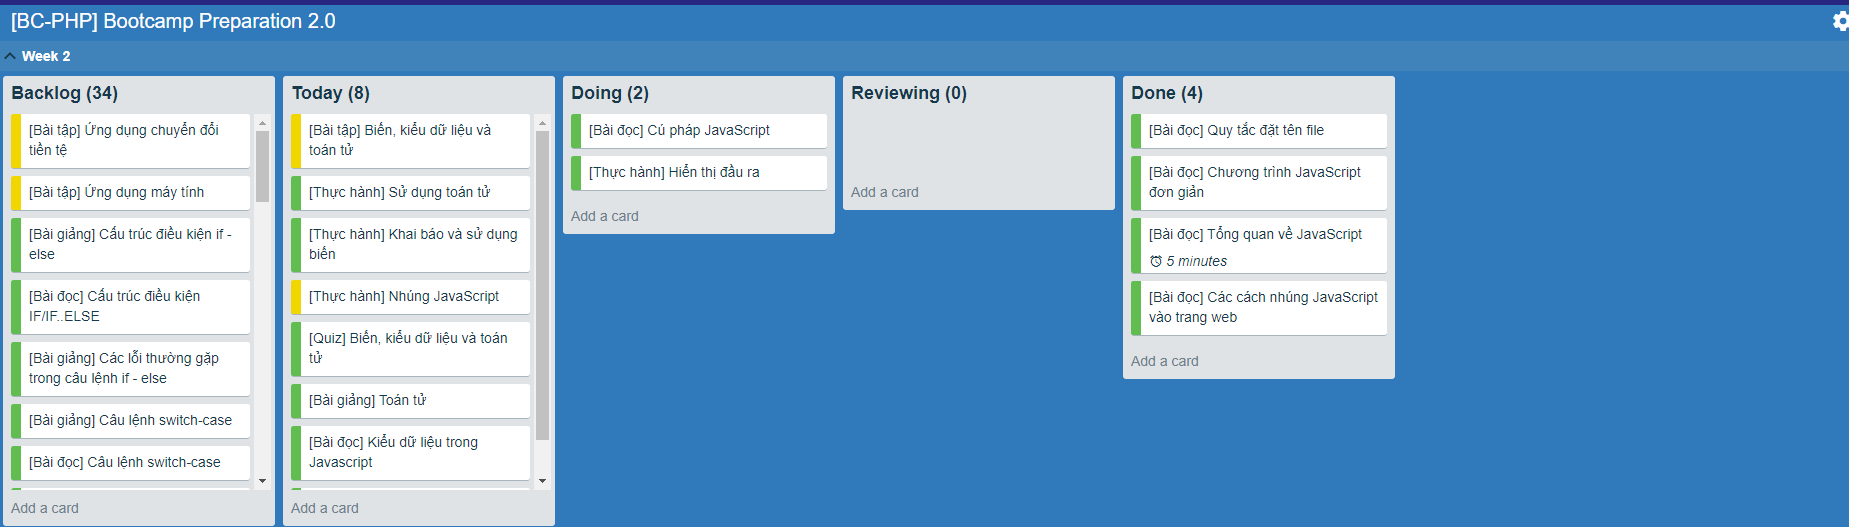 [BC-PHP] Bootcamp Preparation 2.0
Week 2
Backlog (34)
[Bài tập] Ứng dụng chuyển đổi
tiền tệ
[Bài tập] Ứng dụng máy tính
[Bài giảng] Cấu trúc điều kiện if -
else
[Bài đọc] Cấu trúc điều kiện
IF/IF..ELSE
[Bài giảng] Các lỗi thường gặp
trong câu lệnh if - else
[Bài giảng] Câu lệnh switch-case
[Bài đọc] Câu lệnh switch-case
Add a card
Today (8)
[Bài tập] Biến, kiểu dữ liệu và
toán tử
[Thực hành] Sử dụng toán tử
[Thực hành] Khai báo và sử dụng
biến
[Thực hành] Nhúng JavaScript
[Quiz] Biến, kiểu dữ liệu và toán
tử
[Bài giảng] Toán tử
[Bài đọc] Kiểu dữ liệu trong
Javascript
Add a card
Doing (2)
[Bài đọc] Cú pháp JavaScript
[Thực hành] Hiển thị đầu ra
Add a card
Reviewing (0)
Add a card
Done (4)
[Bài đọc] Quy tắc đặt tên file
[Bài đọc] Chương trình JavaScript
đơn giản
[Bài đọc] Tổng quan về JavaScript
5 minutes
[Bài đọc] Các cách nhúng JavaScript
vào trang web
Add a card